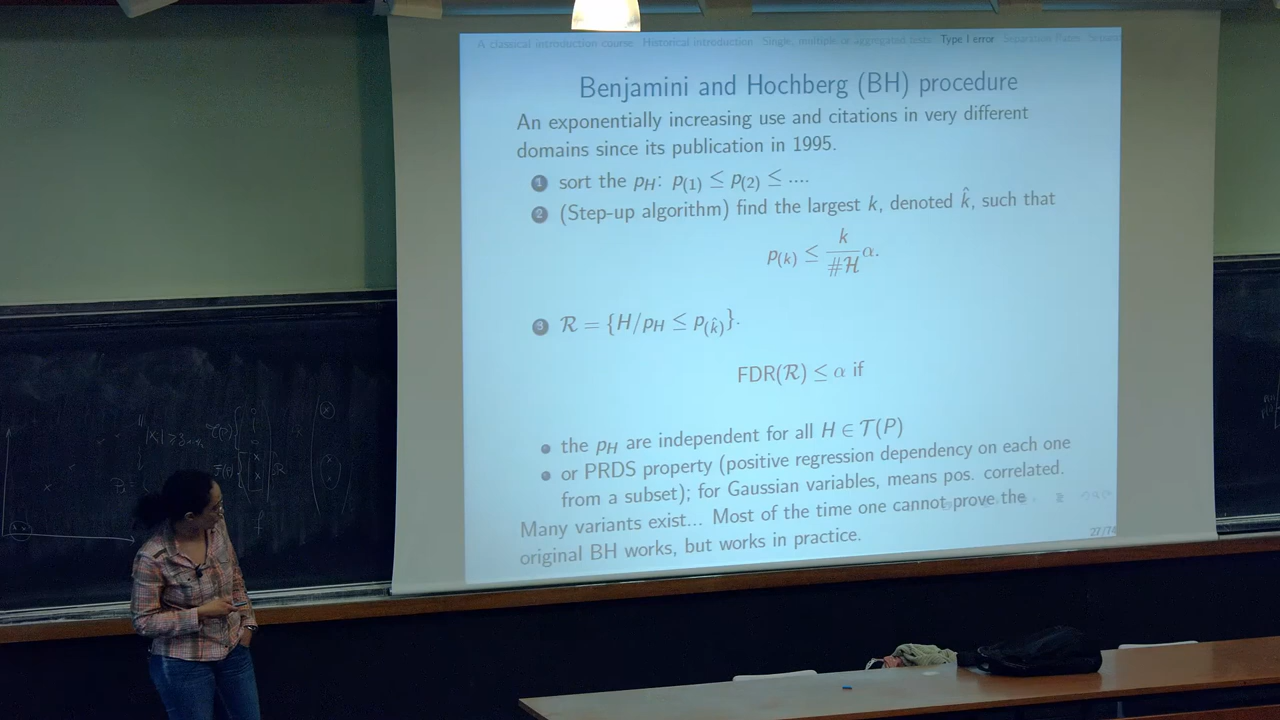 A classical introduction course Historical introduction Single, multiple or aggregated tests Type I error Separation Rates
Benjamini and Hochberg (BH) procedure
An exponentially increasing use and citations in very different
domains since its publication in 1995.
1 sort the p_H: p_(1) ≤ p_(2) ≤ ....
2 (Step-up algorithm) find the largest k, denoted k̂, such that
p_(k) ≤ k/#ℋ α.
3 ℛ = {H/p_H ≤ p_(k̂)}.
FDR(ℛ) ≤ α if
• the p_H are independent for all H ∈ 𝒯(P)
• or PRDS property (positive regression dependency on each one
from a subset); for Gaussian variables, means pos. correlated.
Many variants exist... Most of the time one cannot prove the
original BH works, but works in practice.
27/74